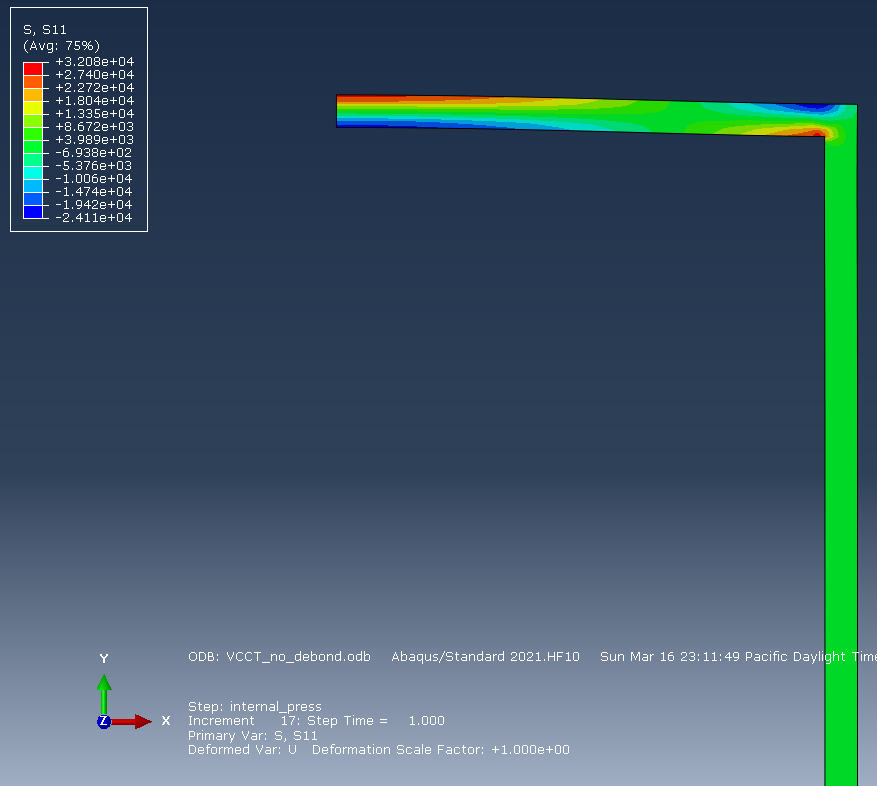 S, S11
(Avg: 75%)
+3.208e+04
+2.740e+04
+2.272e+04
+1.804e+04
+1.335e+04
+8.672e+03
+3.989e+03
-6.938e+02
-5.376e+03
-1.006e+04
-1.474e+04
-1.942e+04
-2.411e+04
Y
Z
X
ODB: VCCT_no_debond.odb Abaqus/Standard 2021.HF10 Sun Mar 16 23:11:49 Pacific Daylight Time
Step: internal_press
Increment 17: Step Time = 1.000
Primary Var: S, S11
Deformed Var: U Deformation Scale Factor: +1.000e+00